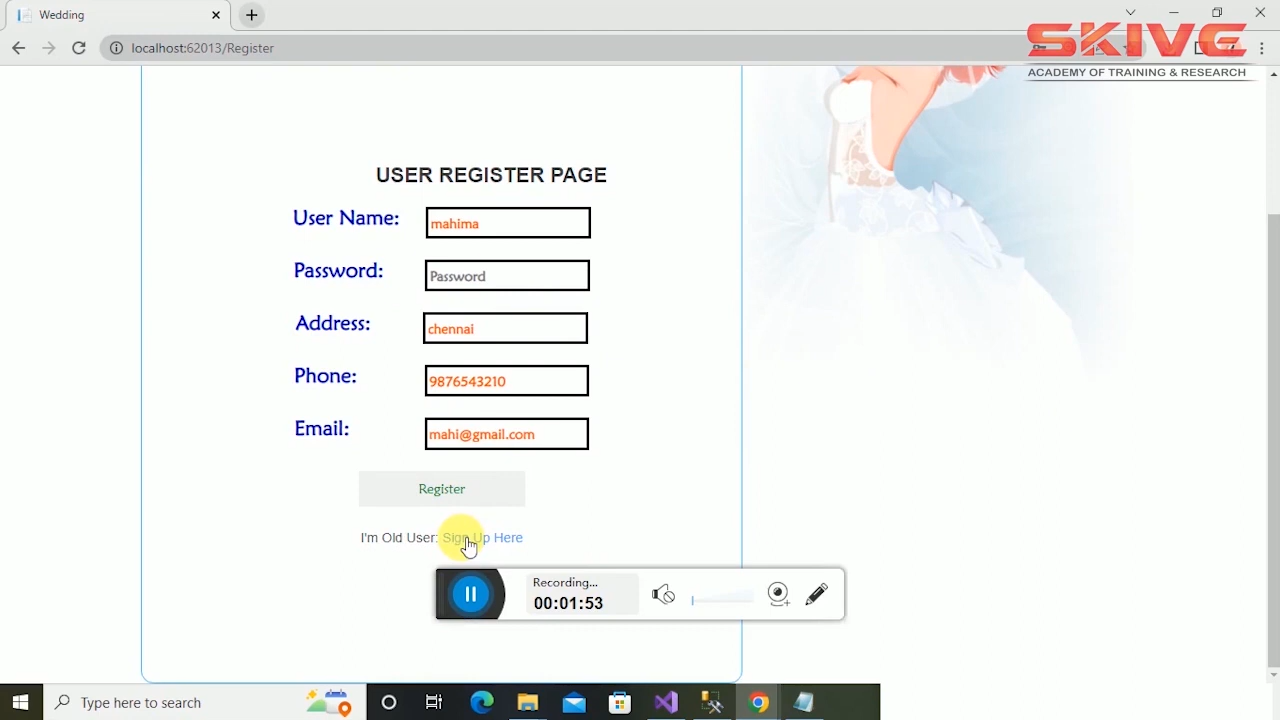 Wedding
localhost:62013/Register
SKIVE
ACADEMY OF TRAINING & RESEARCH
USER REGISTER PAGE
User Name: mahima
Password: Password
Address: chennai
Phone: 9876543210
Email: mahi@gmail.com
Register
I'm Old User: Sign Up Here
Recording...
00:01:53
Type here to search